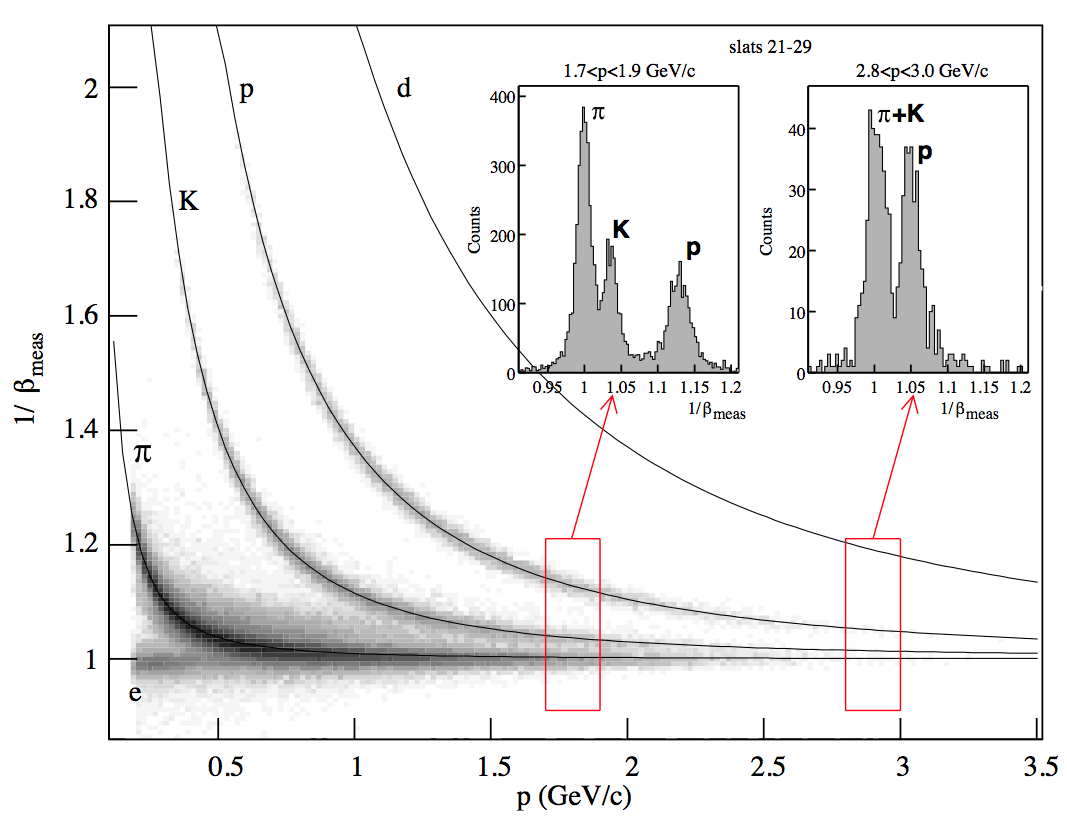 slats 21-29
1.7<p<1.9 GeV/c
2.8<p<3.0 GeV/c
400
300
200
100
0
Counts
π
K
p
0.95 1 1.05 1.1 1.15 1.2
1/βmeas
40
30
20
10
0
Counts
π+K
p
0.95 1 1.05 1.1 1.15 1.2
1/βmeas
2
1.8
1.6
1.4
1.2
1
1/ βmeas
p
d
K
π
e
0.5 1 1.5 2 2.5 3 3.5
p (GeV/c)